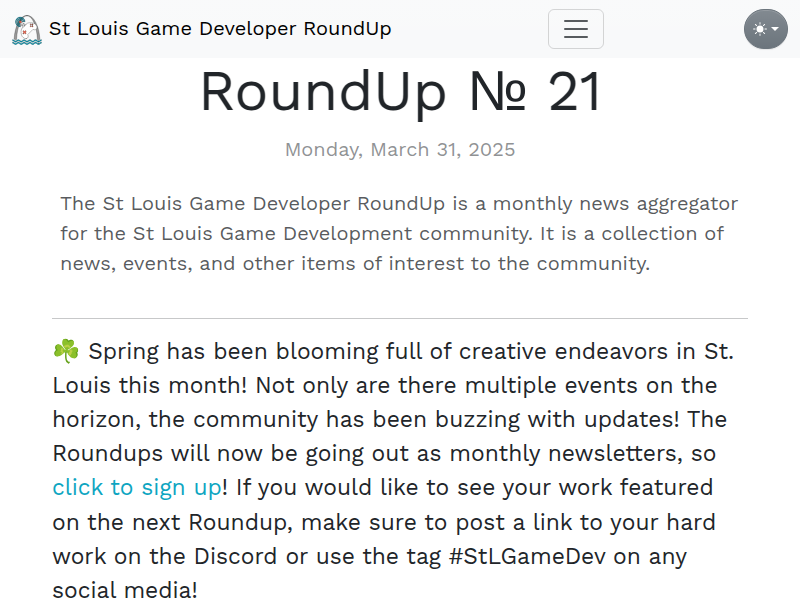 St Louis Game Developer RoundUp
RoundUp № 21
Monday, March 31, 2025
The St Louis Game Developer RoundUp is a monthly news aggregator
for the St Louis Game Development community. It is a collection of
news, events, and other items of interest to the community.
☘️ Spring has been blooming full of creative endeavors in St.
Louis this month! Not only are there multiple events on the
horizon, the community has been buzzing with updates! The
Roundups will now be going out as monthly newsletters, so
click to sign up! If you would like to see your work featured
on the next Roundup, make sure to post a link to your hard
work on the Discord or use the tag #StLGameDev on any
social media!